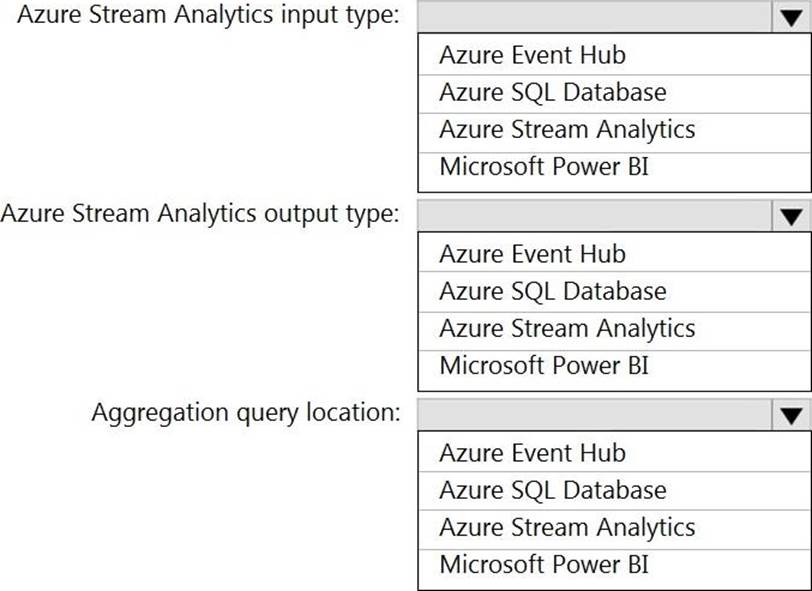 Azure Stream Analytics input type:
Azure Event Hub
Azure SQL Database
Azure Stream Analytics
Microsoft Power BI
Azure Stream Analytics output type:
Azure Event Hub
Azure SQL Database
Azure Stream Analytics
Microsoft Power BI
Aggregation query location:
Azure Event Hub
Azure SQL Database
Azure Stream Analytics
Microsoft Power BI